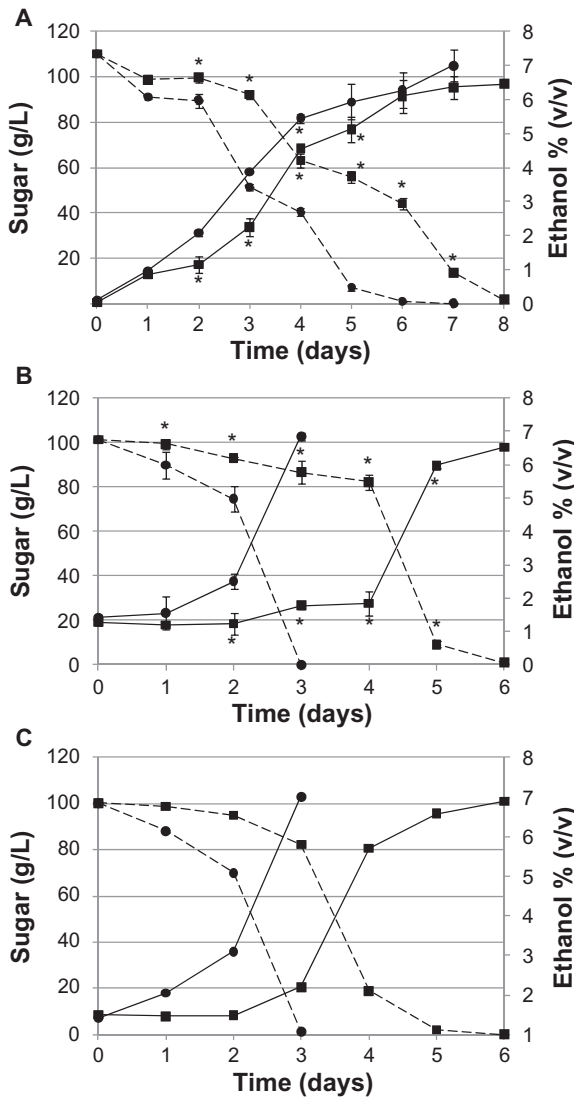 A
120
100
80
60
40
20
8
7
6
5
4
3
2
1
0
Sugar (g/L)
Ethanol % (v/v)
* * * * * * * * * * *
0 1 2 3 4 5 6 7 8
Time (days)
B
120
100
80
60
40
20
0
8
7
6
5
4
3
2
1
0
Sugar (g/L)
Ethanol % (v/v)
* * * * * * * * *
0 1 2 3 4 5 6
Time (days)
C
120
100
80
60
40
20
0
8
7
6
5
4
3
2
1
Sugar (g/L)
Ethanol % (v/v)
0 1 2 3 4 5 6
Time (days)